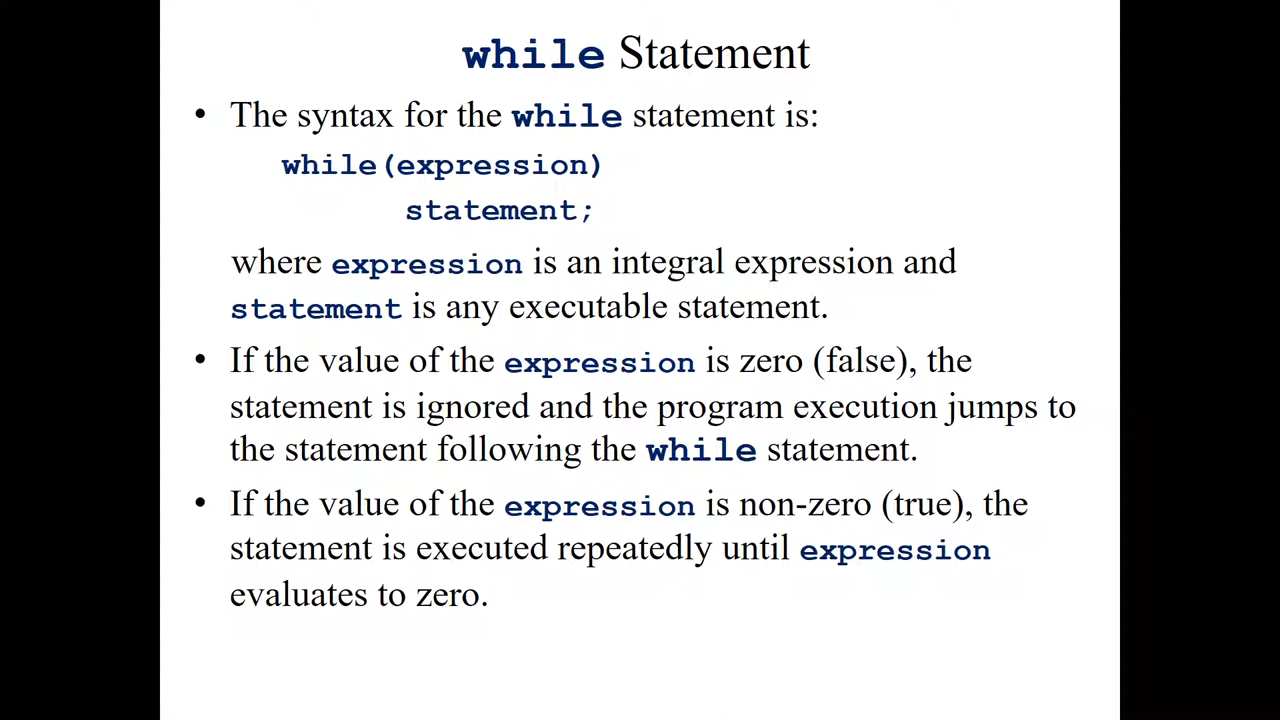 while Statement
• The syntax for the while statement is:
while(expression)
statement;
where expression is an integral expression and
statement is any executable statement.
• If the value of the expression is zero (false), the
statement is ignored and the program execution jumps to
the statement following the while statement.
• If the value of the expression is non-zero (true), the
statement is executed repeatedly until expression
evaluates to zero.